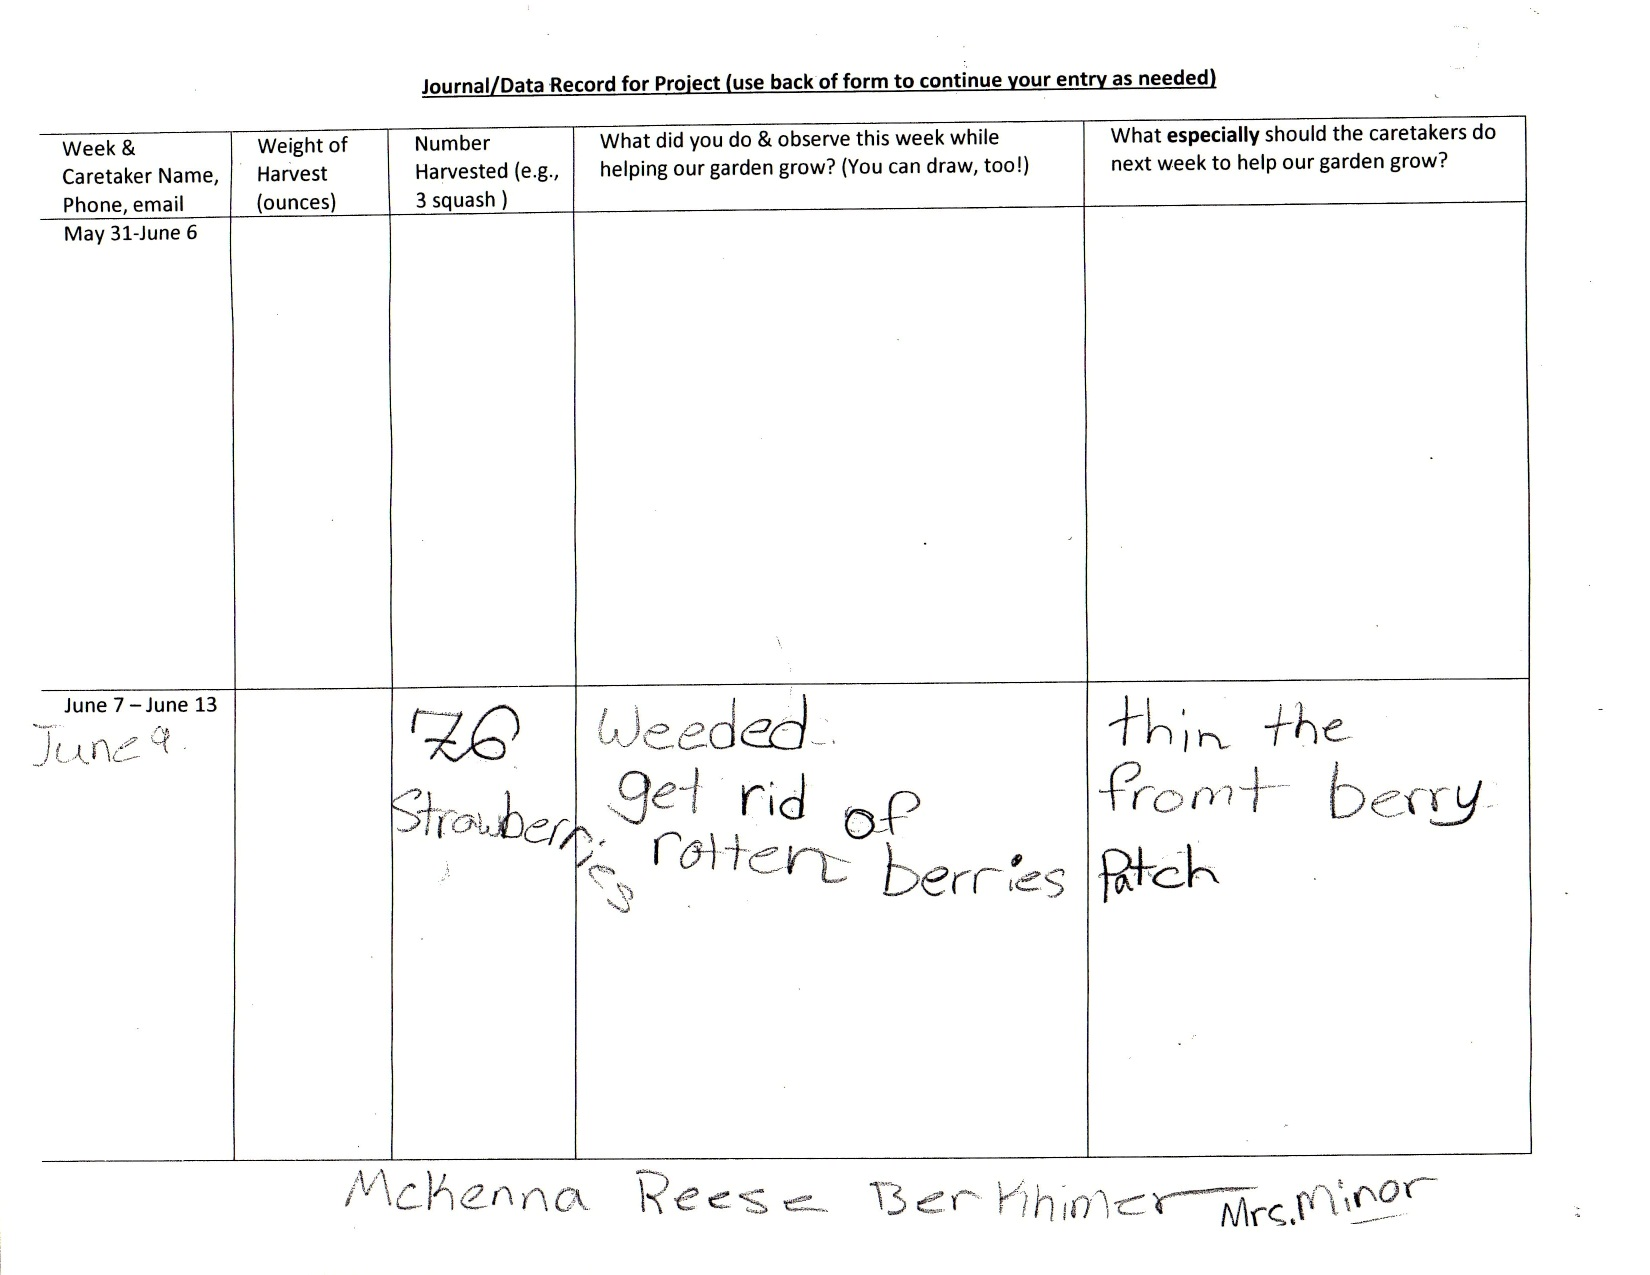 Journal/Data Record for Project (use back of form to continue your entry as needed)
Week &
Caretaker Name,
Phone, email
Weight of
Harvest
(ounces)
Number
Harvested (e.g.,
3 squash )
What did you do & observe this week while
helping our garden grow? (You can draw, too!)
What especially should the caretakers do
next week to help our garden grow?
May 31-June 6
June 7 – June 13
June 9
76
Strawberries
Weeded
get rid of
rotten berries
thin the
fromt berry
Patch
McKenna Reese BerKhimer Mrs. Minor